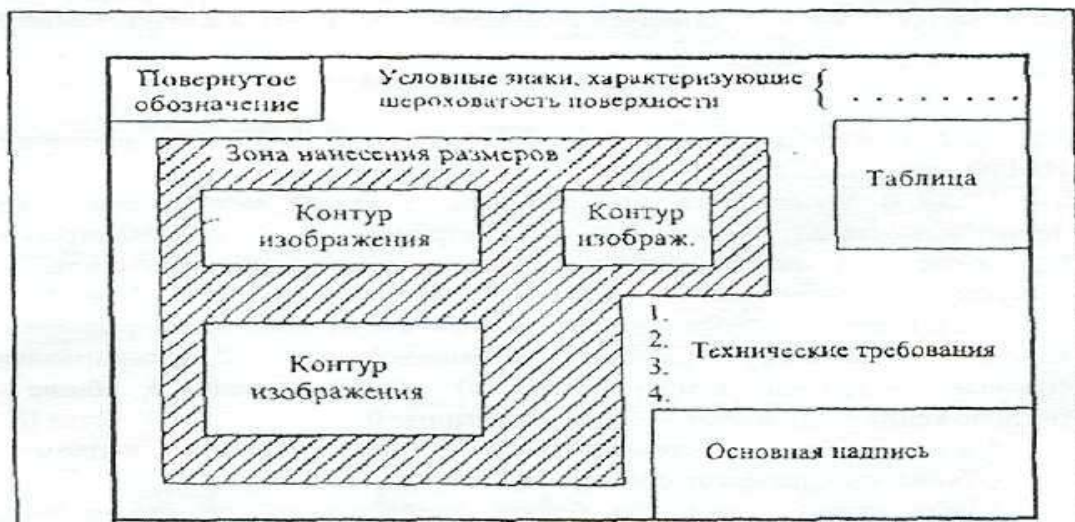 Повернутое
обозначение
Условные знаки, характеризующие
шероховатость поверхности
Зона нанесения размеров
Контур
изображения
Контур
изображ.
Таблица
Контур
изображения
1.
2.
3.
4.
Технические требования
Основная надпись